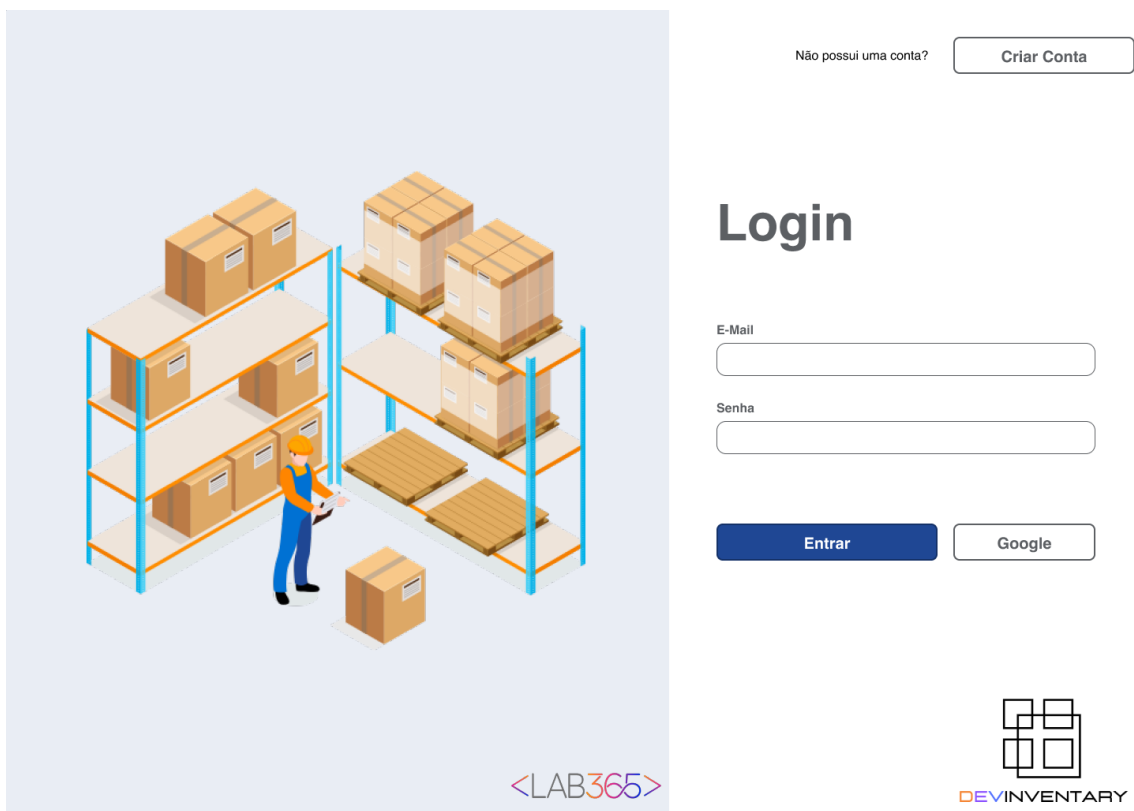 Não possui uma conta?
Criar Conta
Login
E-Mail
Senha
Entrar
Google
<LAB365>
DEVINVENTARY